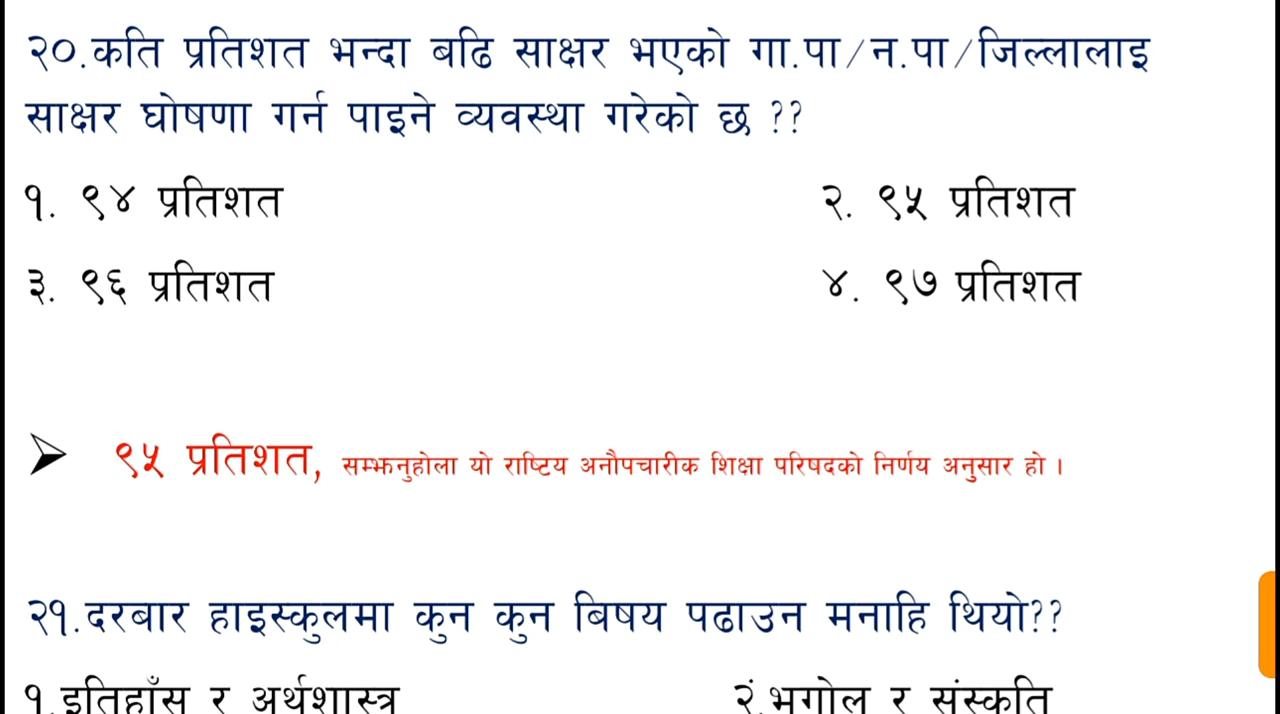 २०.कति प्रतिशत भन्दा बढि साक्षर भएको गा.पा/न.पा/जिल्लालाइ
साक्षर घोषणा गर्न पाइने व्यवस्था गरेको छ ??
१. ९४ प्रतिशत २. ९५ प्रतिशत
३. ९६ प्रतिशत ४. ९७ प्रतिशत
➢ ९५ प्रतिशत, सम्झनुहोला यो राष्टिय अनौपचारीक शिक्षा परिषदको निर्णय अनुसार हो ।
२१.दरबार हाइस्कुलमा कुन कुन बिषय पढाउन मनाहि थियो??
१.इतिहाँस र अर्थशास्त्र २ं.भुगोल र संस्कृति